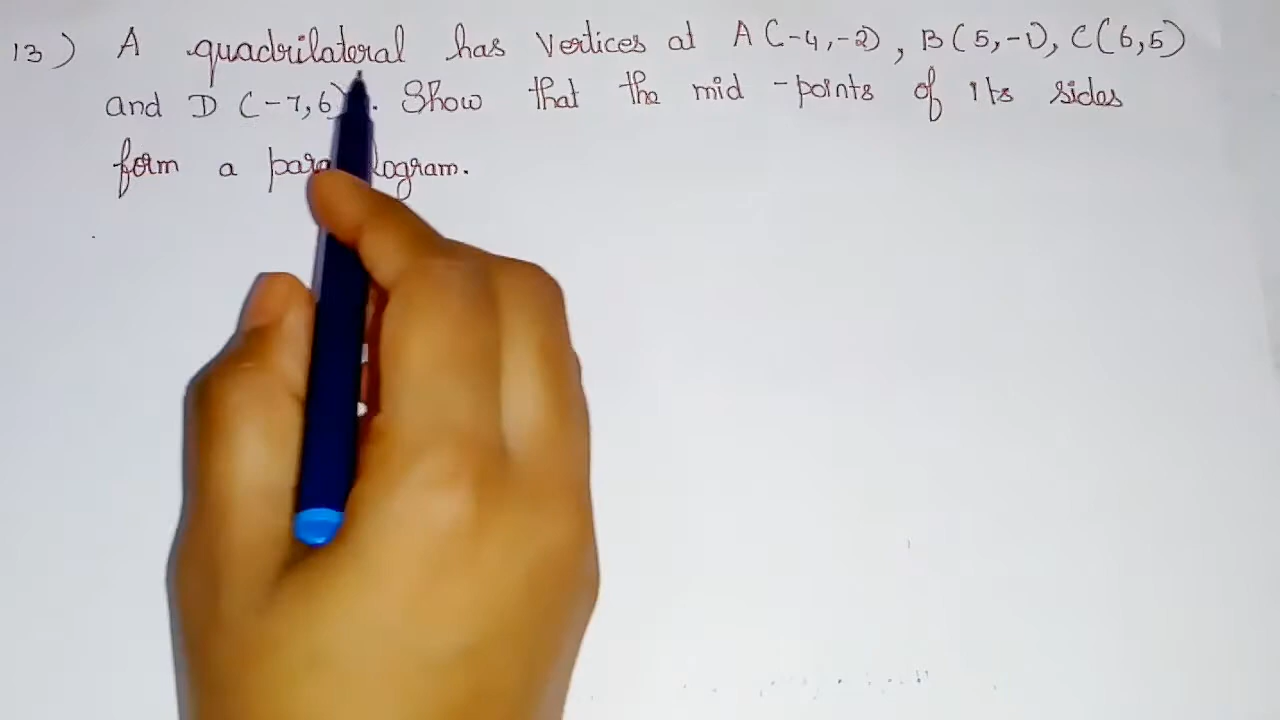 13) A quadrilateral has vertices at A(-4,-2), B(5,-1), C(6,5)
and D (-7,6). Show that the mid-points of its sides
form a